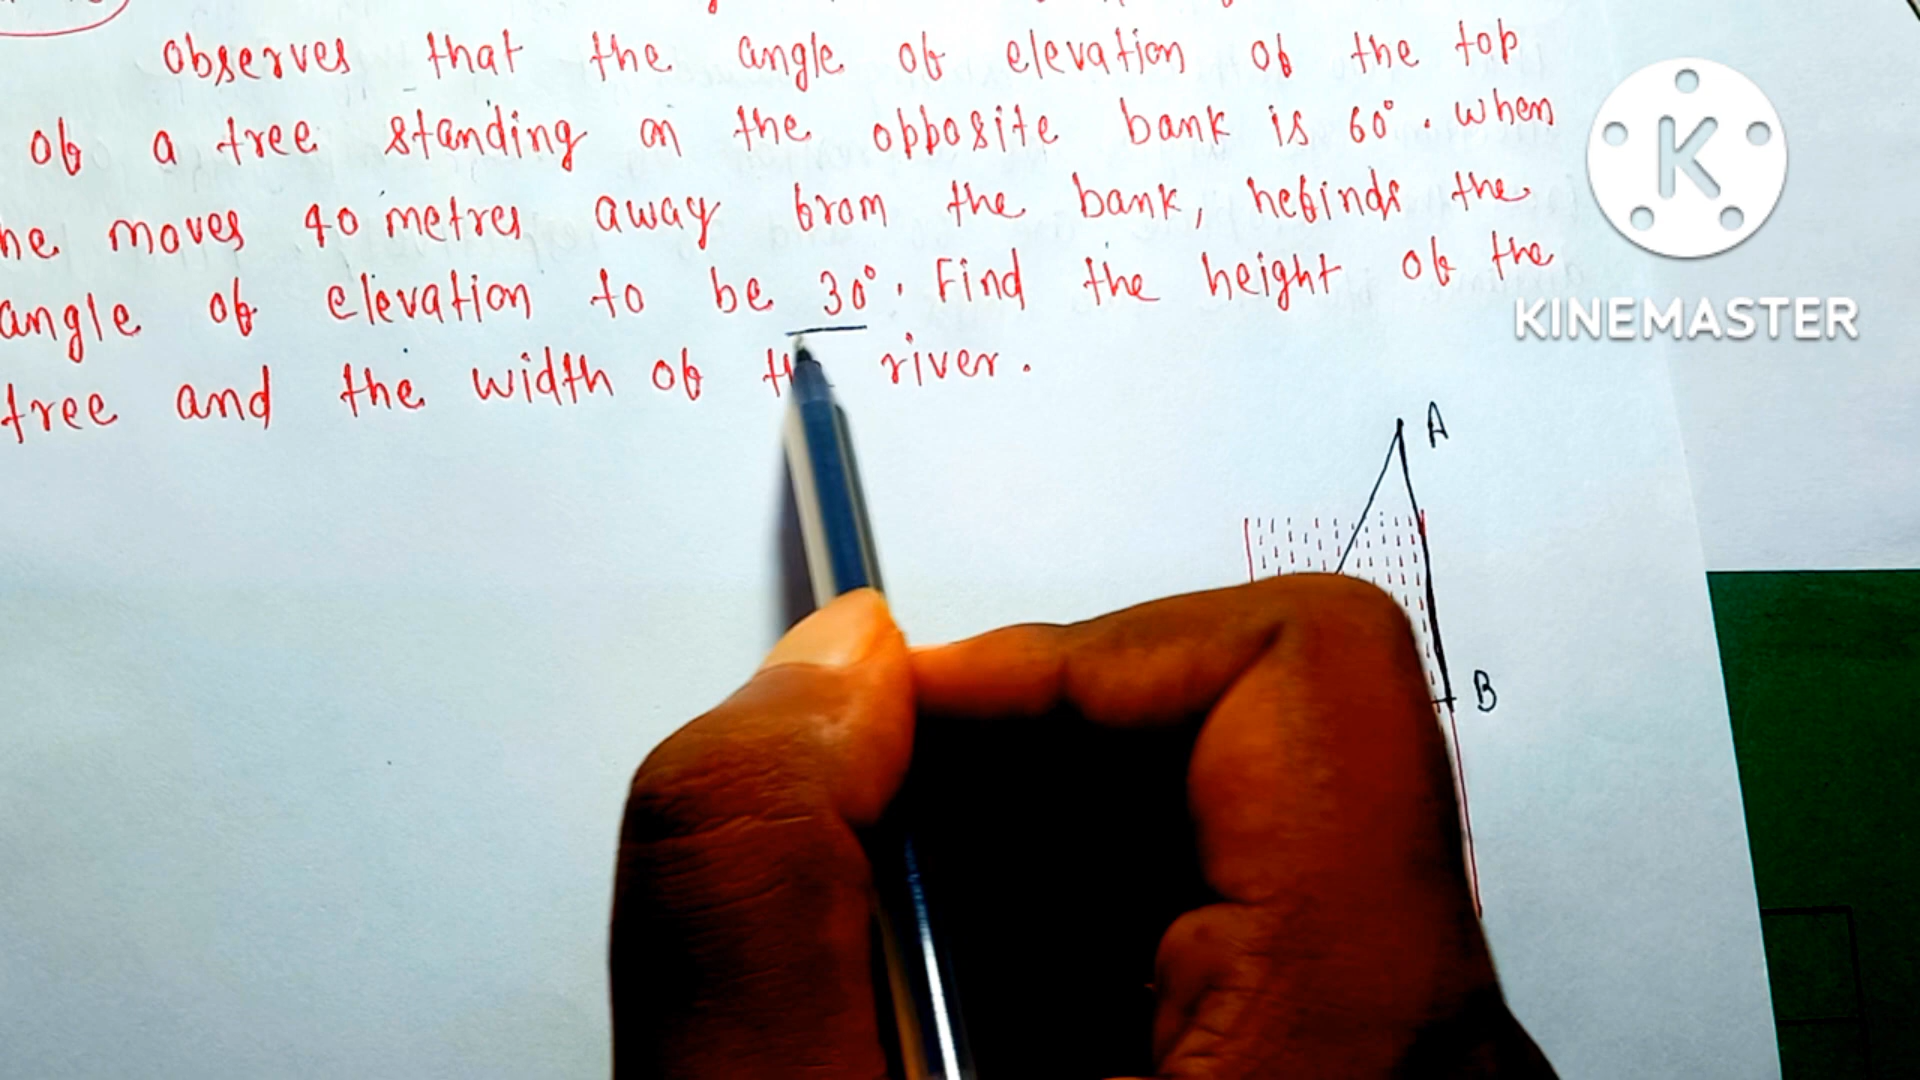 observes that the angle of elevation of the top
of a tree standing on the opposite bank is 60°. When
he moves 40 metres away from the bank, he finds the
angle of elevation to be 30°. Find the height of the
tree and the width of river.
K
KINEMASTER
A
B